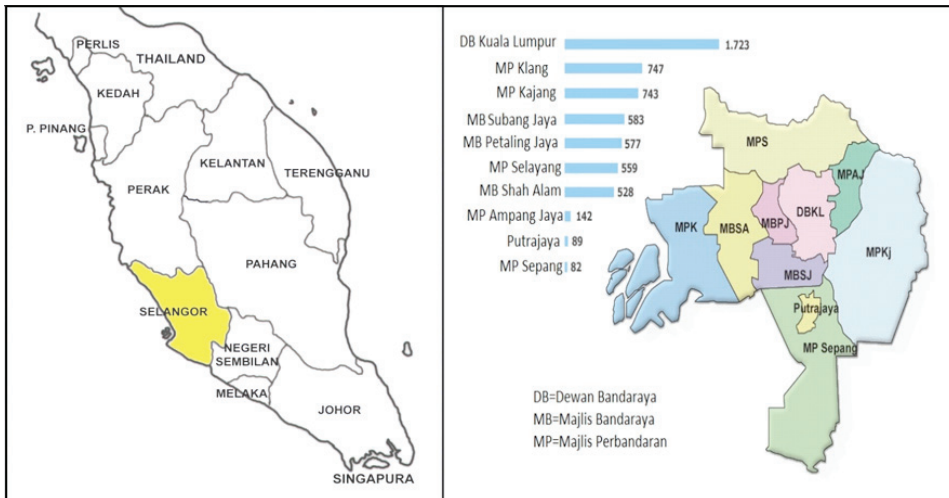 PERLIS
THAILAND
KEDAH
P. PINANG
KELANTAN
TERENGGANU
PERAK
PAHANG
SELANGOR
NEGERI
SEMBILAN
MELAKA
JOHOR
SINGAPURA
DB Kuala Lumpur 1.723
MP Klang 747
MP Kajang 743
MB Subang Jaya 583
MB Petaling Jaya 577
MP Selayang 559
MB Shah Alam 528
MP Ampang Jaya 142
Putrajaya 89
MP Sepang 82
MPS
MPAJ
MPK
MBSA
MBPJ
DBKL
MPKj
MBSJ
Putrajaya
MP Sepang
DB=Dewan Bandaraya
MB=Majlis Bandaraya
MP=Majlis Perbandaran